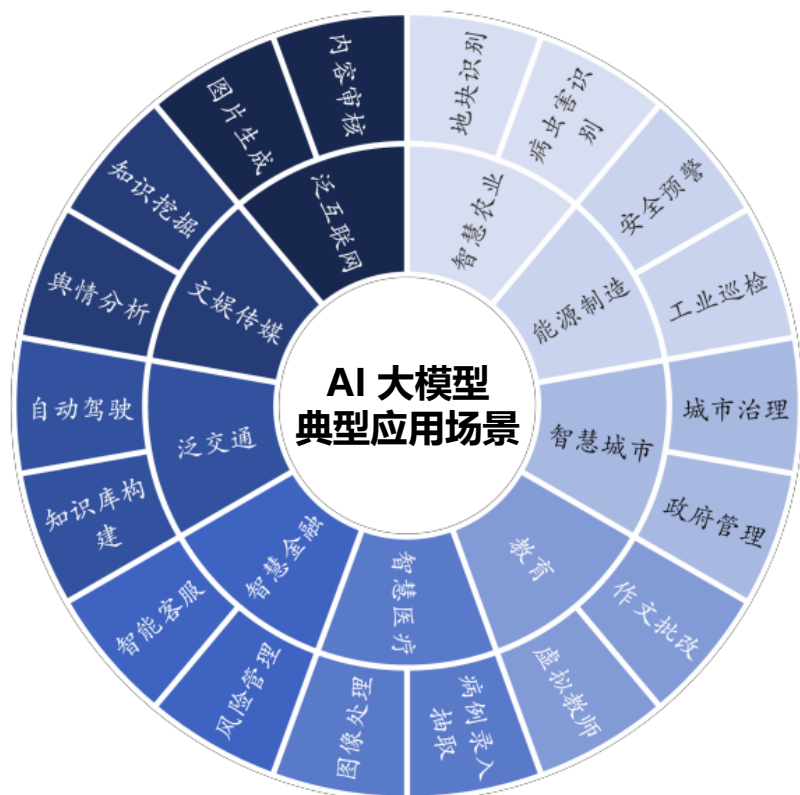 AI 大模型
典型应用场景
智慧农业
地块识别
病虫害识
别
能源制造
安全预警
工业巡检
智慧城市
城市治理
政府管理
教育
作文批改
虚拟教师
智慧医疗
病例录入
抽取
图像处理
智慧金融
风险管理
智能客服
泛交通
知识库构
建
自动驾驶
文娱传媒
舆情分析
知识挖掘
泛互联网
图片生成
内容审核